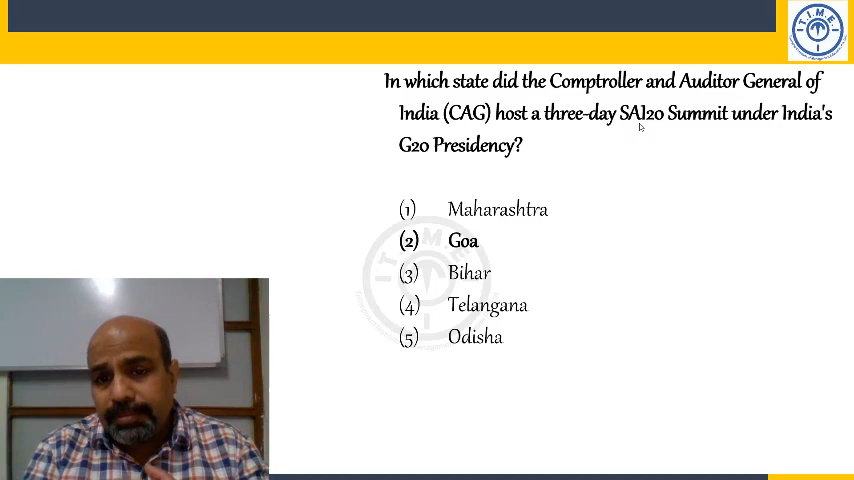 T.I.M.E.
In which state did the Comptroller and Auditor General of
India (CAG) host a three-day SAI20 Summit under India's
G20 Presidency?
(1) Maharashtra
(2) Goa
(3) Bihar
(4) Telangana
(5) Odisha
T.I.M.E.